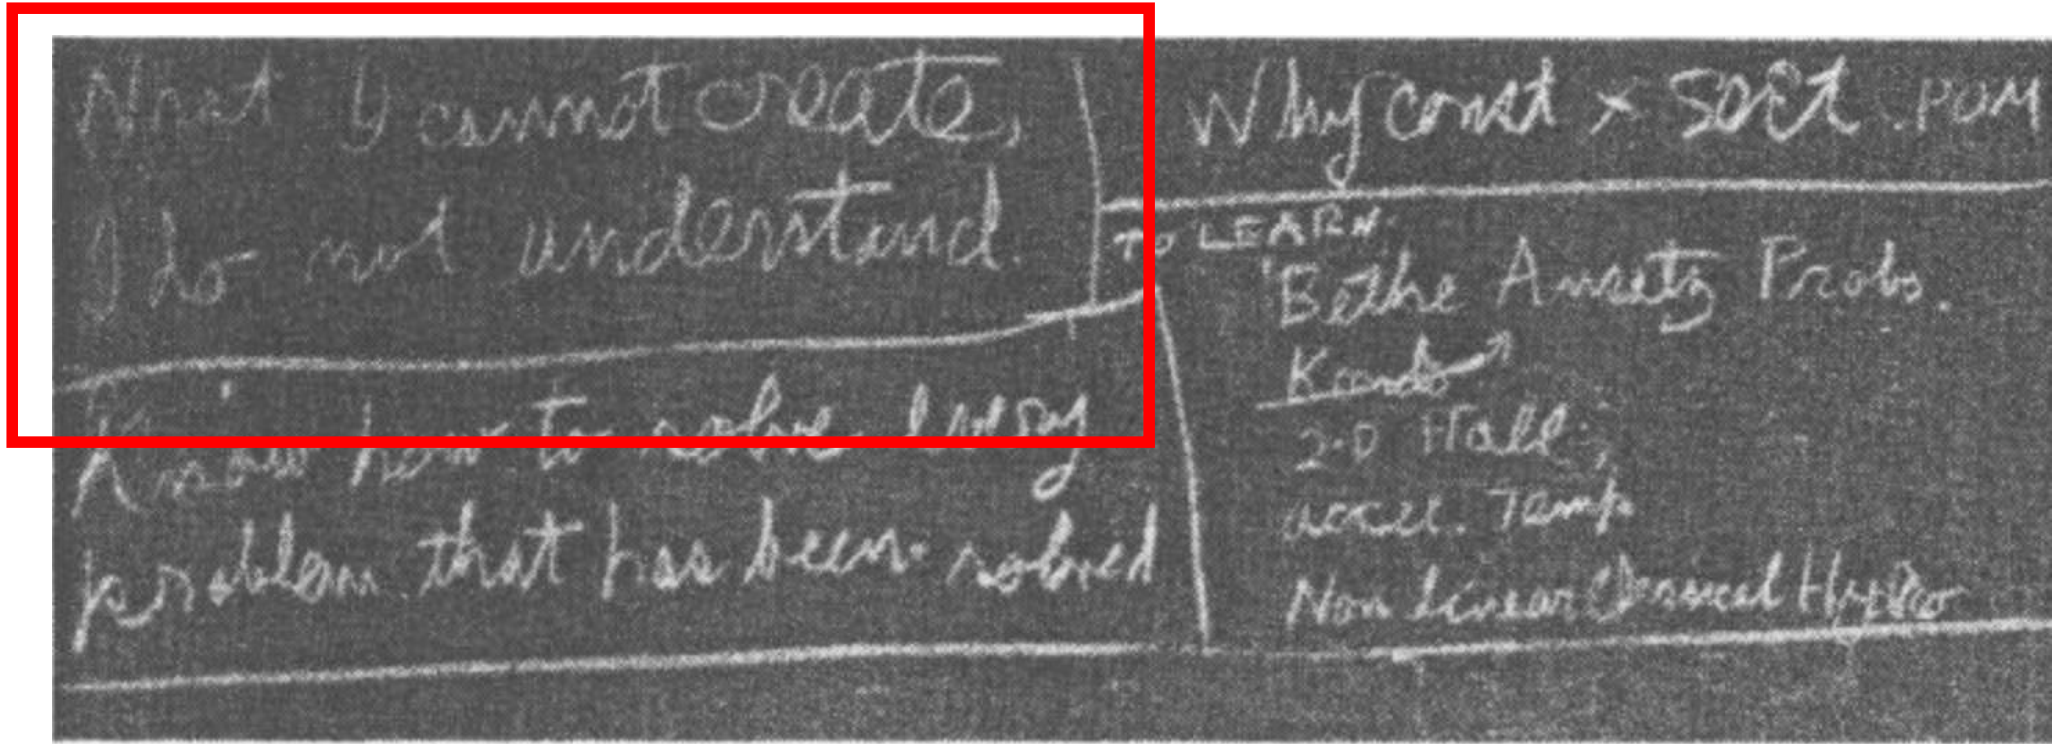 What I cannot create,
I do not understand.
Know how to solve every
problem that has been solved
Why const × sort . PO
TO LEARN.
Bethe Ansatz Probs.
Kondo
2-D Hall
accel. Temp
Non linear Classical Hydro